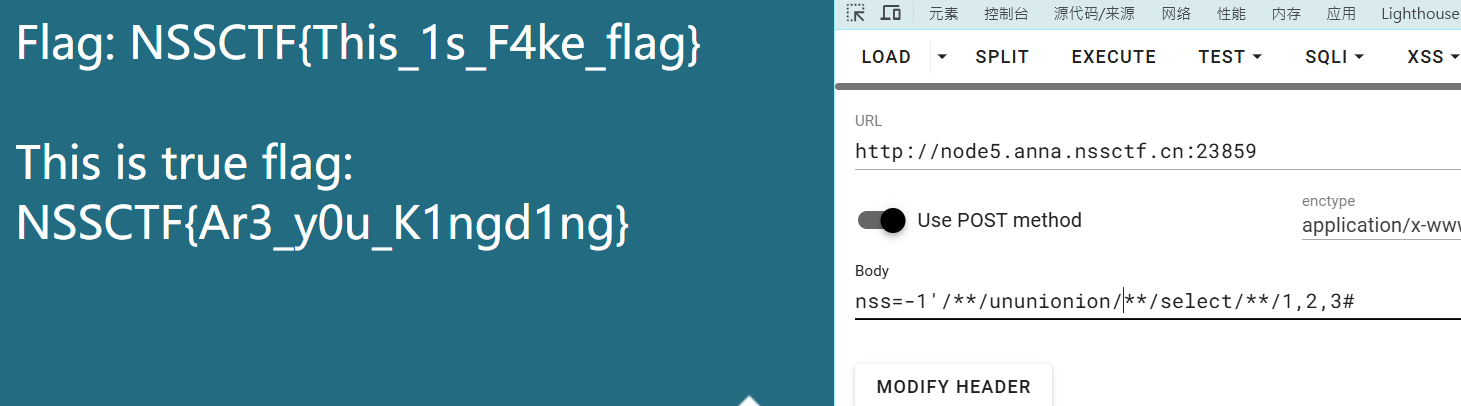 Flag: NSSCTF{This_1s_F4ke_flag}
This is true flag:
NSSCTF{Ar3_y0u_K1ngd1ng}
元素 控制台 源代码/来源 网络 性能 内存 应用 Lighthouse
LOAD SPLIT EXECUTE TEST SQLI XSS
URL
http://node5.anna.nssctf.cn:23859
Use POST method
enctype
application/x-www
Body
nss=-1'/**/ununionion/**/select/**/1,2,3#
MODIFY HEADER